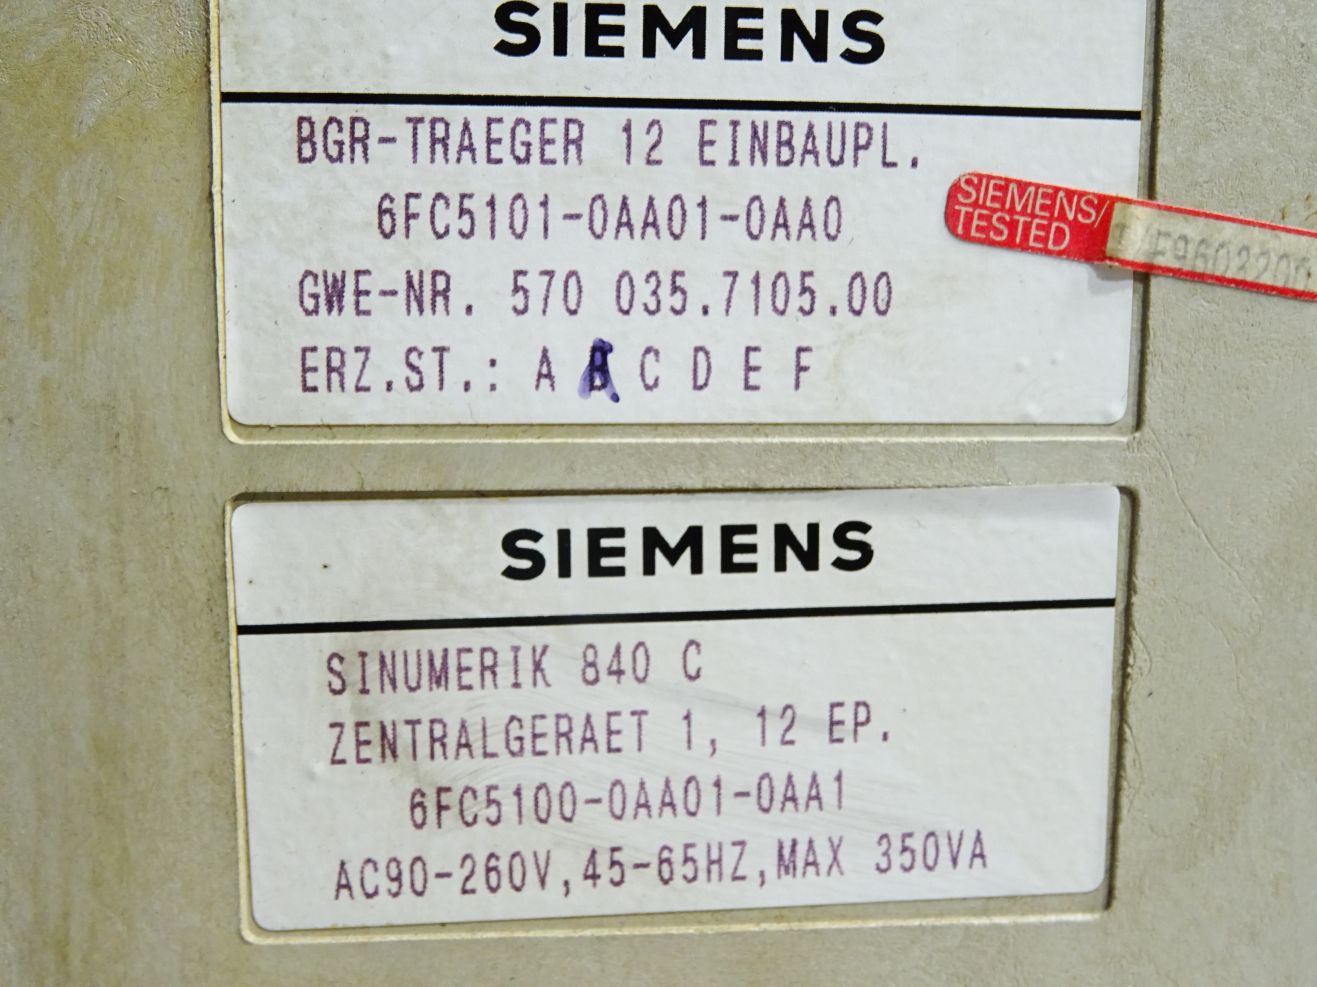 SIEMENS
BGR-TRAEGER 12 EINBAUPL.
6FC5101-0AA01-0AA0
GWE-NR. 570 035.7105.00
ERZ.ST.: A B C D E F
SIEMENS/
TESTED
SIEMENS
SINUMERIK 840 C
ZENTRALGERAET 1, 12 EP.
6FC5100-0AA01-0AA1
AC90-260V,45-65HZ,MAX 350VA